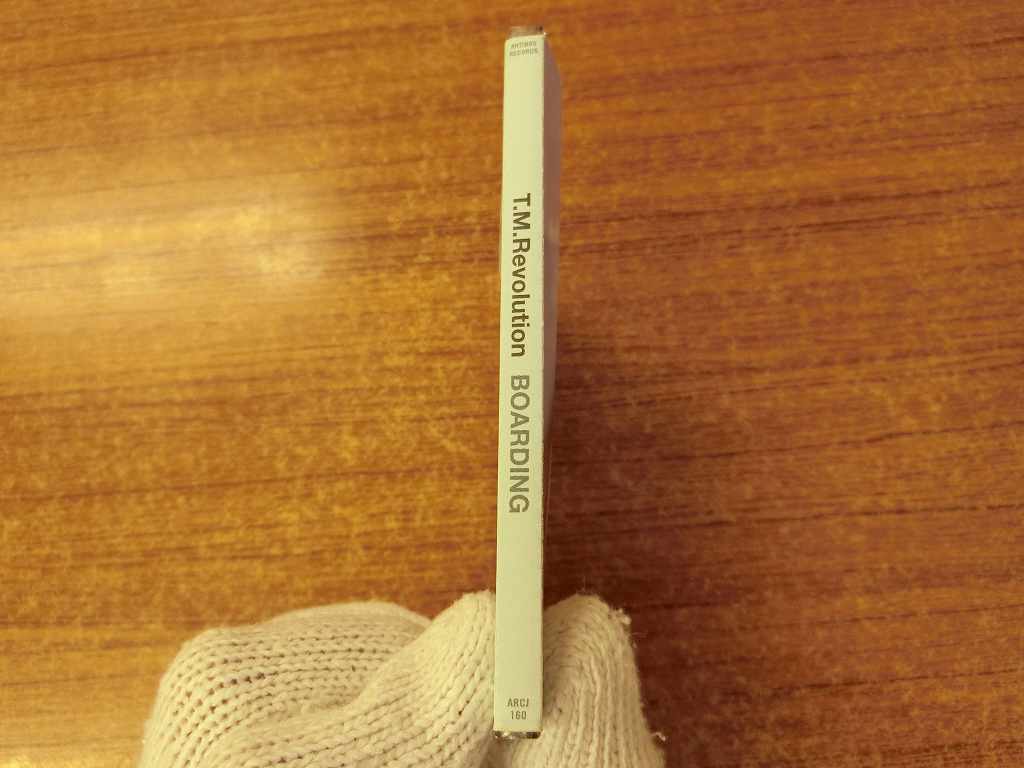 ANTINOS
RECORDS
T.M.Revolution BOARDING
ARCJ
160